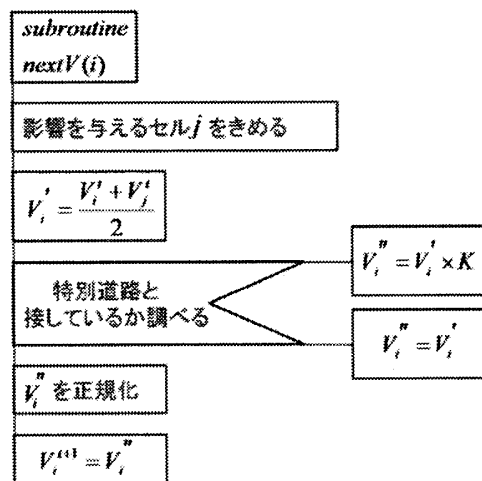 subroutine
nextV(i)
影響を与えるセルjをきめる
V_i' = (V_i^t + V_j^t) / 2
特別道路と
接しているか調べる
V_i'' = V_i' × K
V_i'' = V_i'
V_i''を正規化
V_i^{t+1} = V_i''